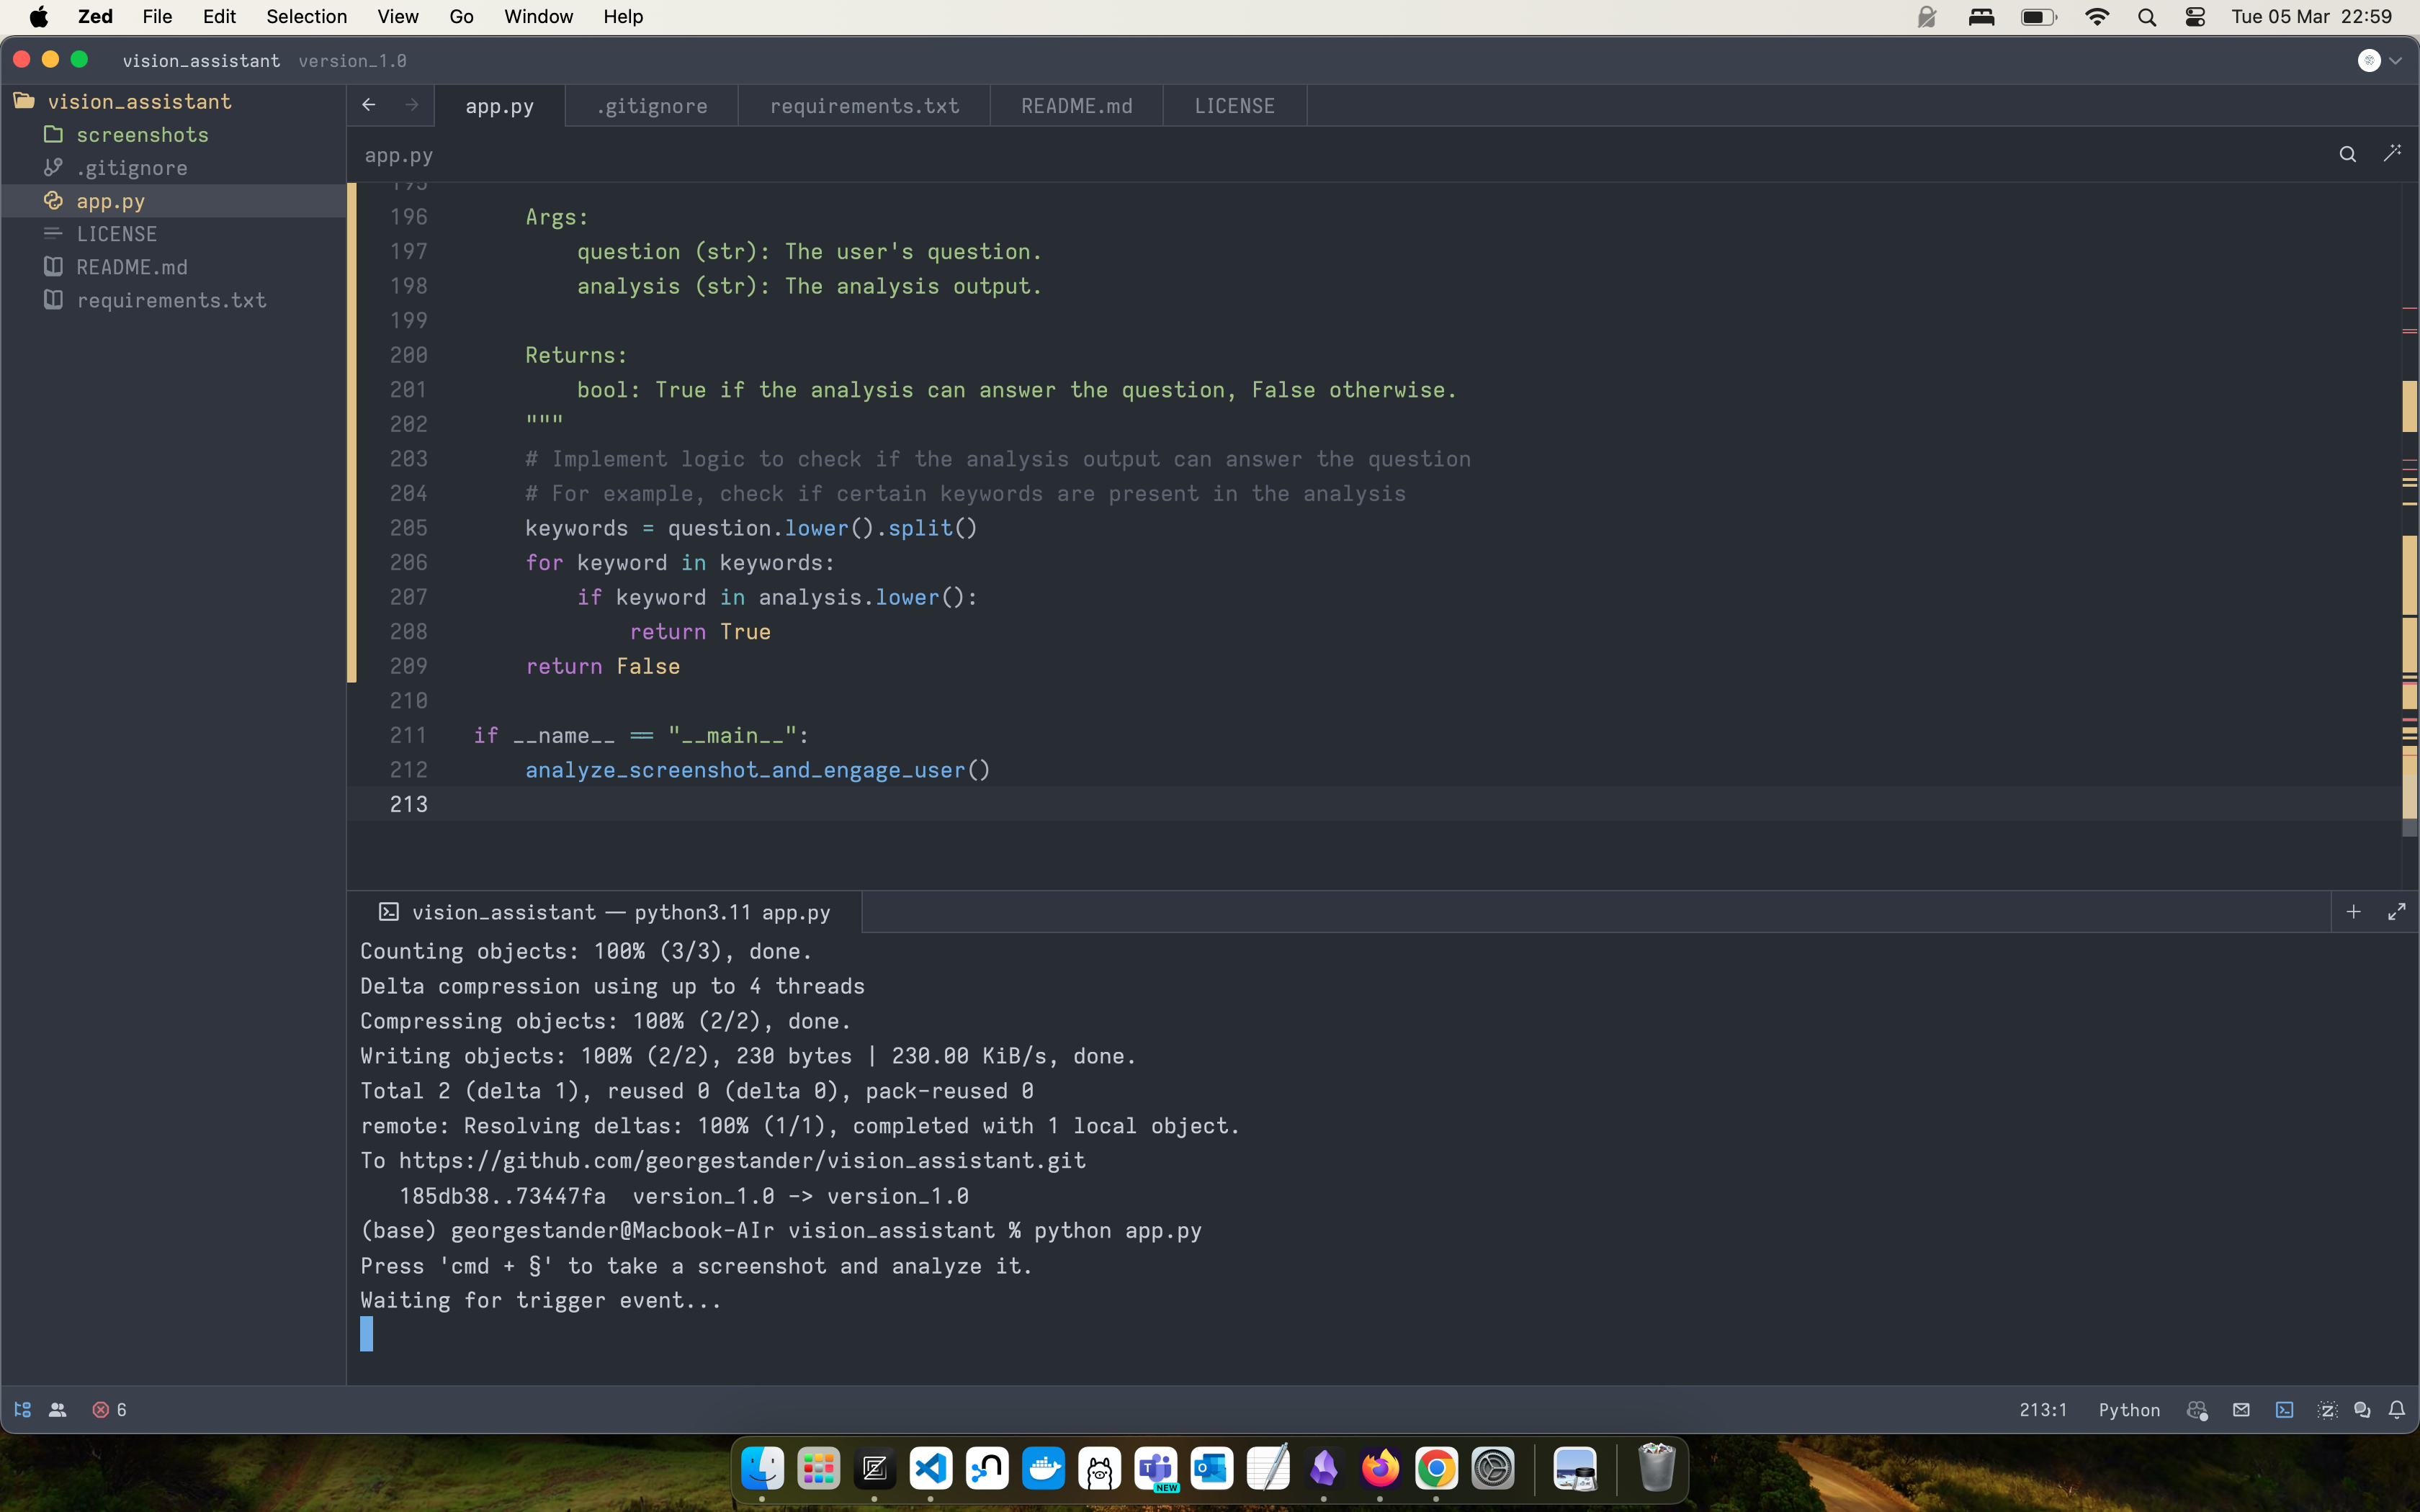 Zed File Edit Selection View Go Window Help Tue 05 Mar 22:59
vision_assistant version_1.0
vision_assistant
screenshots
.gitignore
app.py
LICENSE
README.md
requirements.txt
app.py .gitignore requirements.txt README.md LICENSE
app.py
195
196 Args:
197 question (str): The user's question.
198 analysis (str): The analysis output.
199
200 Returns:
201 bool: True if the analysis can answer the question, False otherwise.
202 """
203 # Implement logic to check if the analysis output can answer the question
204 # For example, check if certain keywords are present in the analysis
205 keywords = question.lower().split()
206 for keyword in keywords:
207 if keyword in analysis.lower():
208 return True
209 return False
210
211 if __name__ == "__main__":
212 analyze_screenshot_and_engage_user()
213
vision_assistant — python3.11 app.py
Counting objects: 100% (3/3), done.
Delta compression using up to 4 threads
Compressing objects: 100% (2/2), done.
Writing objects: 100% (2/2), 230 bytes | 230.00 KiB/s, done.
Total 2 (delta 1), reused 0 (delta 0), pack-reused 0
remote: Resolving deltas: 100% (1/1), completed with 1 local object.
To https://github.com/georgestander/vision_assistant.git
185db38..73447fa version_1.0 -> version_1.0
(base) georgestander@Macbook-AIr vision_assistant % python app.py
Press 'cmd + §' to take a screenshot and analyze it.
Waiting for trigger event...
6 213:1 Python
NEW